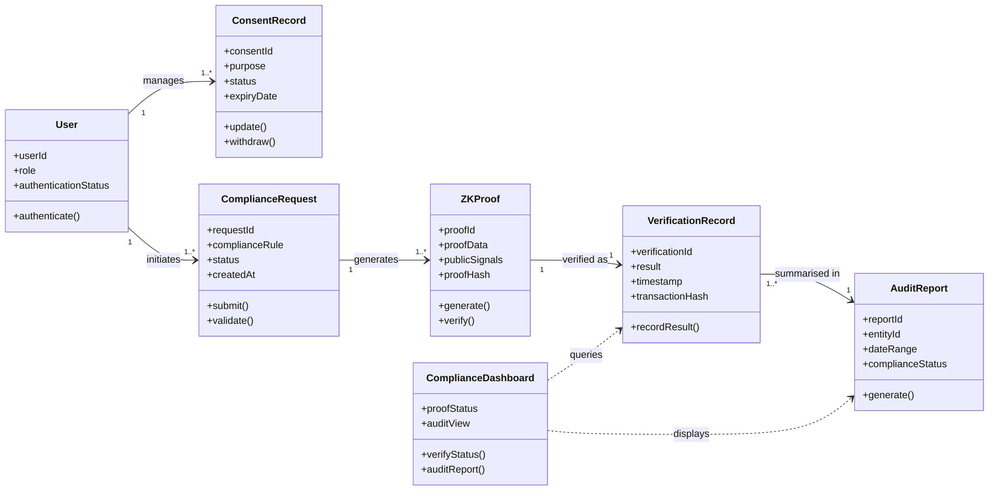 ConsentRecord
+consentId
+purpose
+status
+expiryDate
+update()
+withdraw()
manages
1..*
1
User
+userId
+role
+authenticationStatus
+authenticate()
1
initiates
1..*
ComplianceRequest
+requestId
+complianceRule
+status
+createdAt
+submit()
+validate()
1
generates
1..*
ZKProof
+proofId
+proofData
+publicSignals
+proofHash
+generate()
+verify()
1
verified as
1
VerificationRecord
+verificationId
+result
+timestamp
+transactionHash
+recordResult()
1..*
summarised in
1
AuditReport
+reportId
+entityId
+dateRange
+complianceStatus
+generate()
queries
ComplianceDashboard
+proofStatus
+auditView
+verifyStatus()
+auditReport()
displays